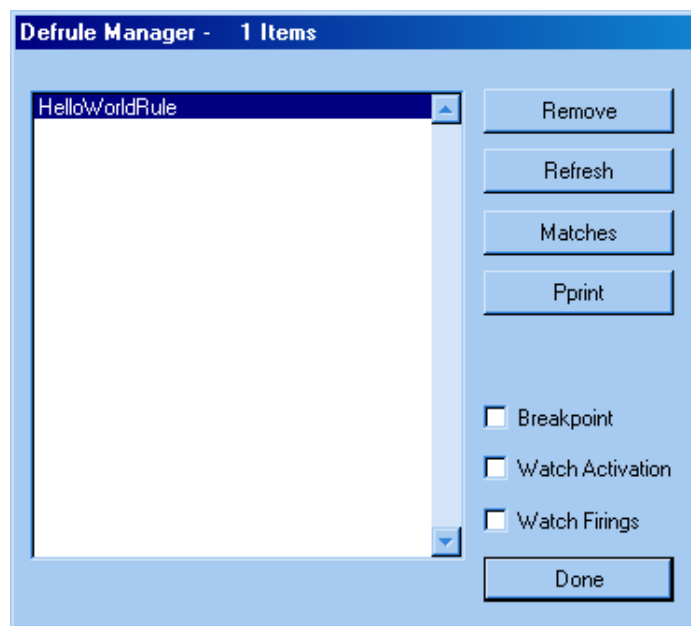 Defrule Manager -   1 Items
HelloWorldRule
Remove
Refresh
Matches
Pprint
Breakpoint
Watch Activation
Watch Firings
Done